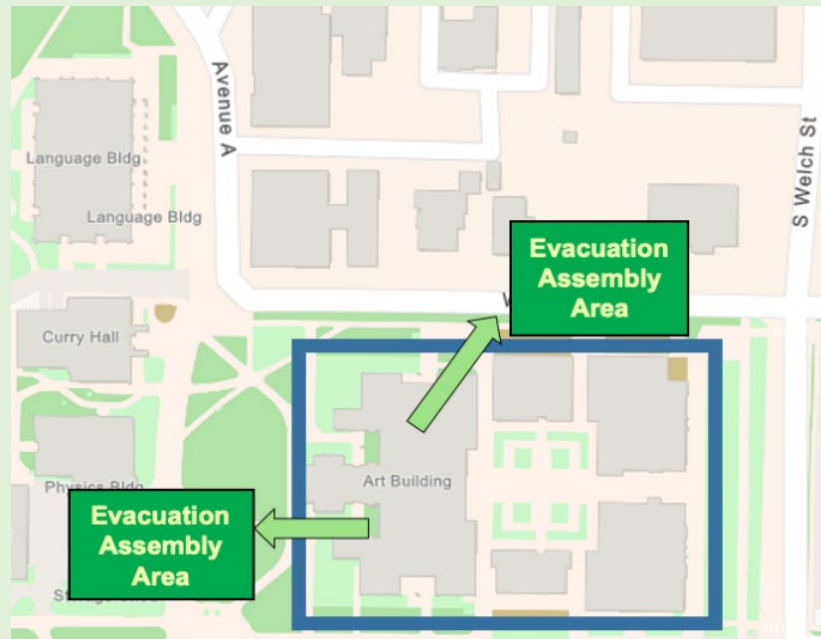 Avenue A
S Welch St
Language Bldg
Language Bldg
Evacuation
Assembly
Area
Curry Hall
Art Building
Physics Bldg
Evacuation
Assembly
Area